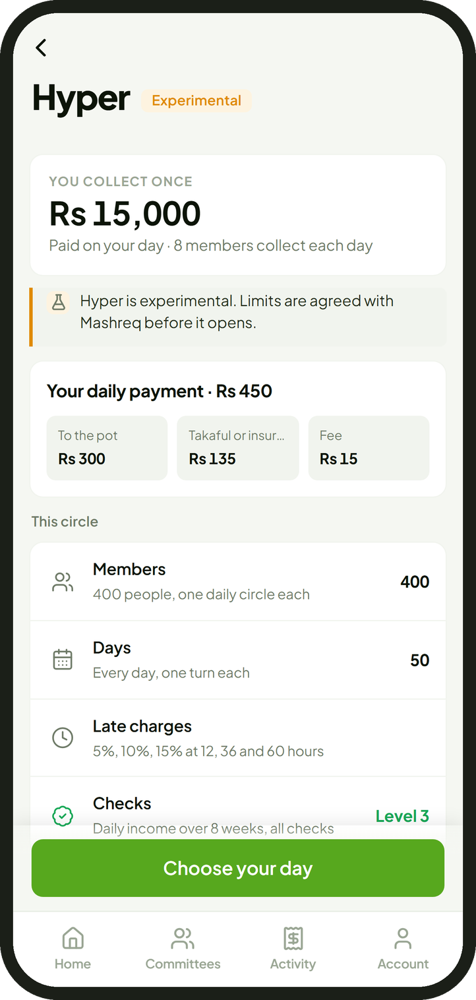 Hyper
Experimental
YOU COLLECT ONCE
Rs 15,000
Paid on your day · 8 members collect each day
Hyper is experimental. Limits are agreed with
Mashreq before it opens.
Your daily payment · Rs 450
To the pot
Takaful or insur...
Fee
Rs 300
Rs 135
Rs 15
This circle
Members
400 people, one daily circle each
400
Days
Every day, one turn each
50
Late charges
5%, 10%, 15% at 12, 36 and 60 hours
Checks
Daily income over 8 weeks, all checks
Level 3
Choose your day
Home
Committees
Activity
Account